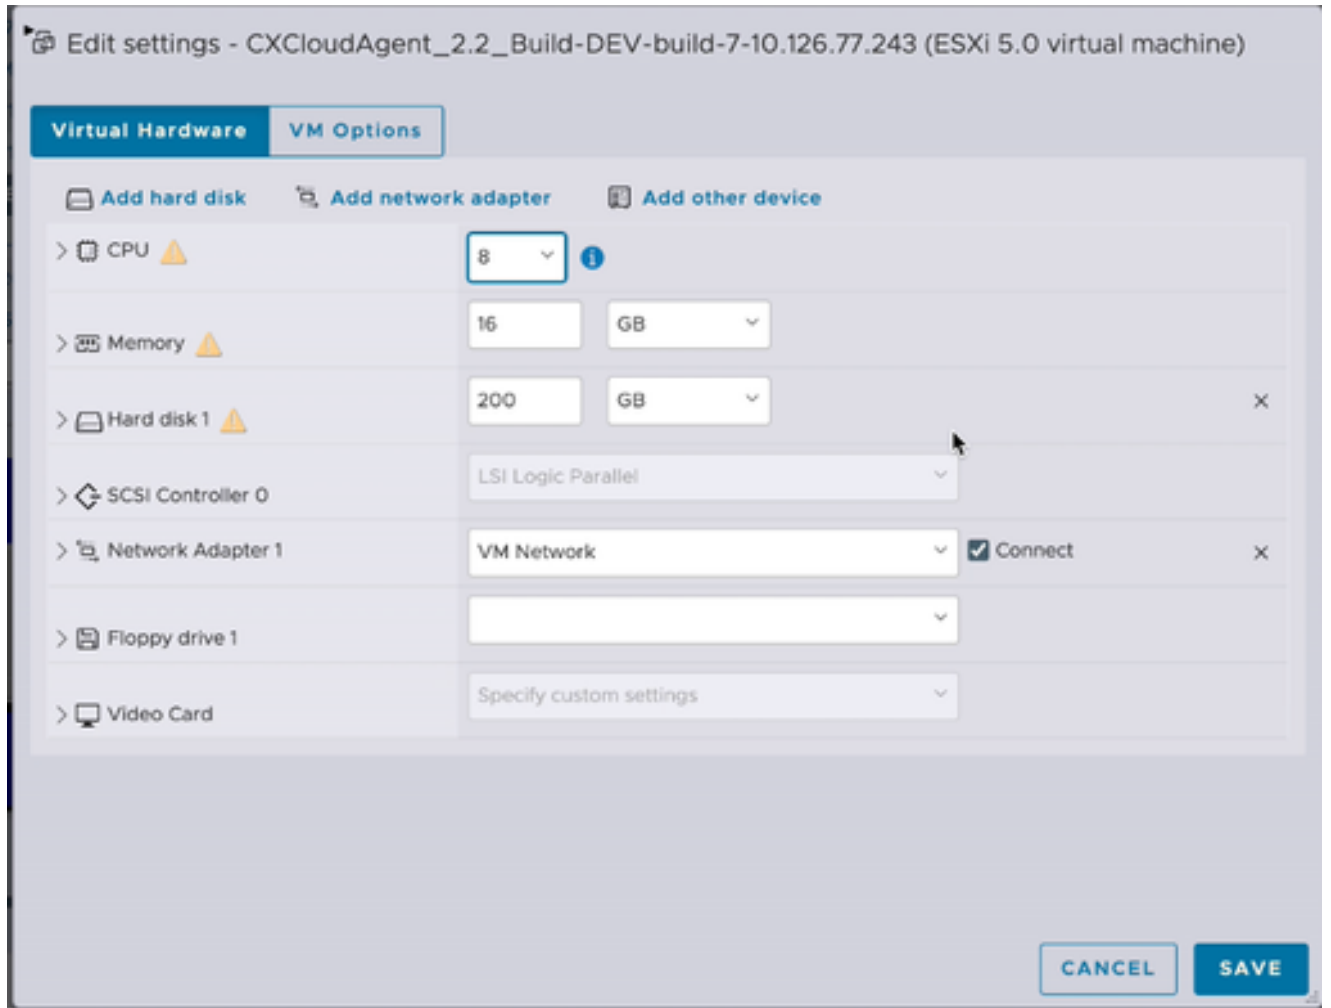 Edit settings - CXCloudAgent_2.2_Build-DEV-build-7-10.126.77.243 (ESXi 5.0 virtual machine)
Virtual Hardware VM Options
Add hard disk Add network adapter Add other device
CPU 8
Memory 16 GB
Hard disk 1 200 GB
SCSI Controller 0 LSI Logic Parallel
Network Adapter 1 VM Network Connect
Floppy drive 1
Video Card Specify custom settings
CANCEL SAVE